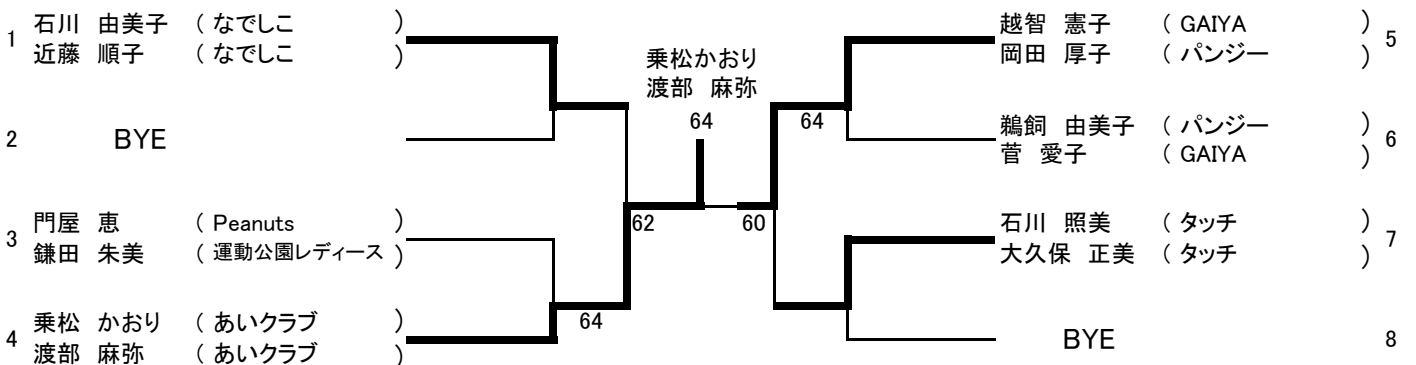 1 石川 由美子 ( なでしこ )
近藤 順子 ( なでしこ )
2 BYE
3 門屋 恵 ( Peanuts )
鎌田 朱美 ( 運動公園レディース )
4 乗松 かおり ( あいクラブ )
渡部 麻弥 ( あいクラブ )
64
62
乗松かおり
渡部 麻弥
64
60
64
越智 憲子 ( GAIYA ) 5
岡田 厚子 ( パンジー )
鵜飼 由美子 ( パンジー ) 6
菅 愛子 ( GAIYA )
石川 照美 ( タッチ ) 7
大久保 正美 ( タッチ )
BYE 8